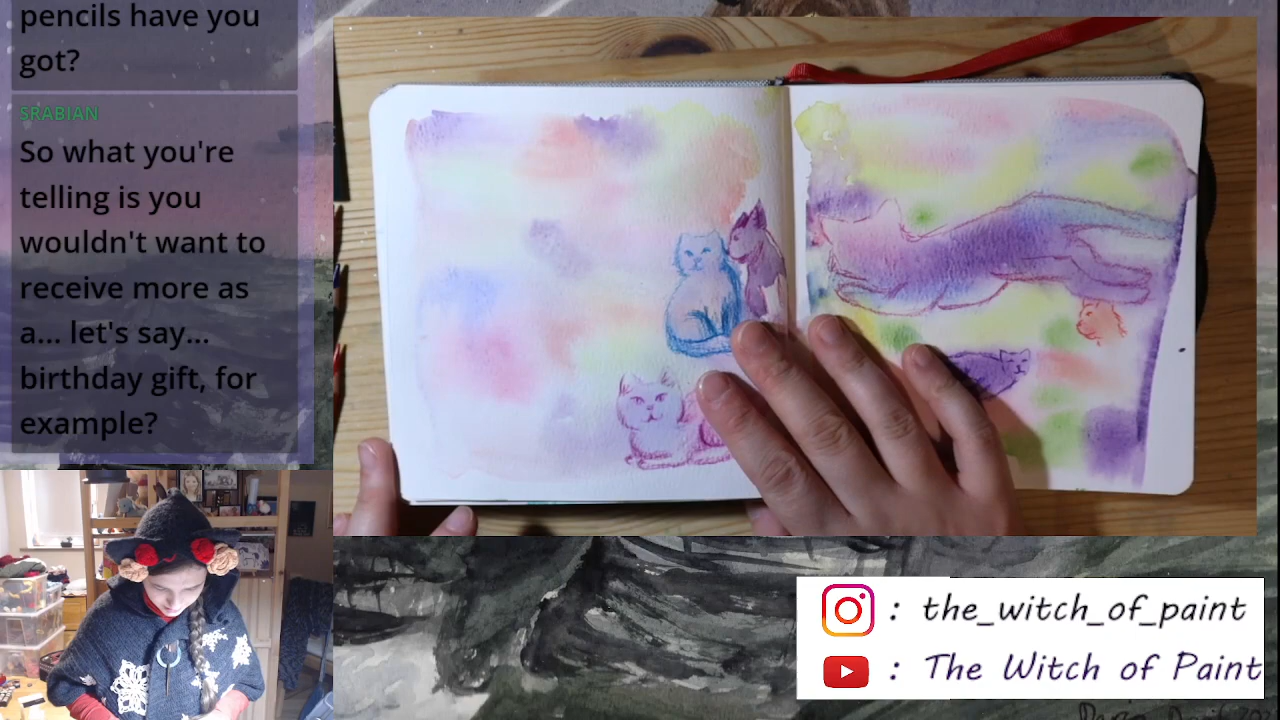 pencils have you
got?
SRABIAN
So what you're
telling is you
wouldn't want to
receive more as
a... let's say...
birthday gift, for
example?
: the_witch_of_paint
: The Witch of Paint